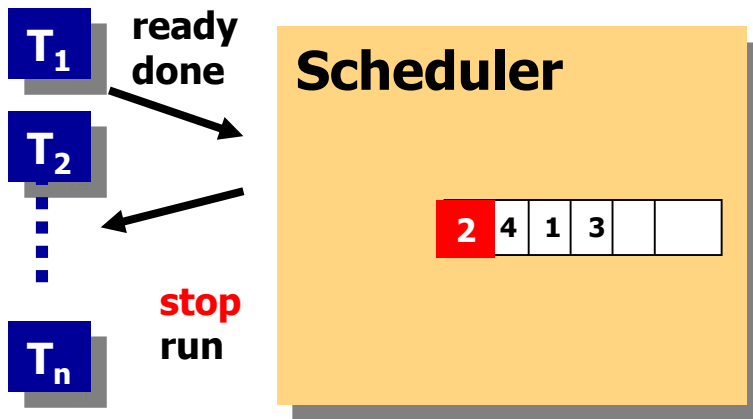 T₁
ready
done
Scheduler
T₂
2 4 1 3
stop
run
Tₙ